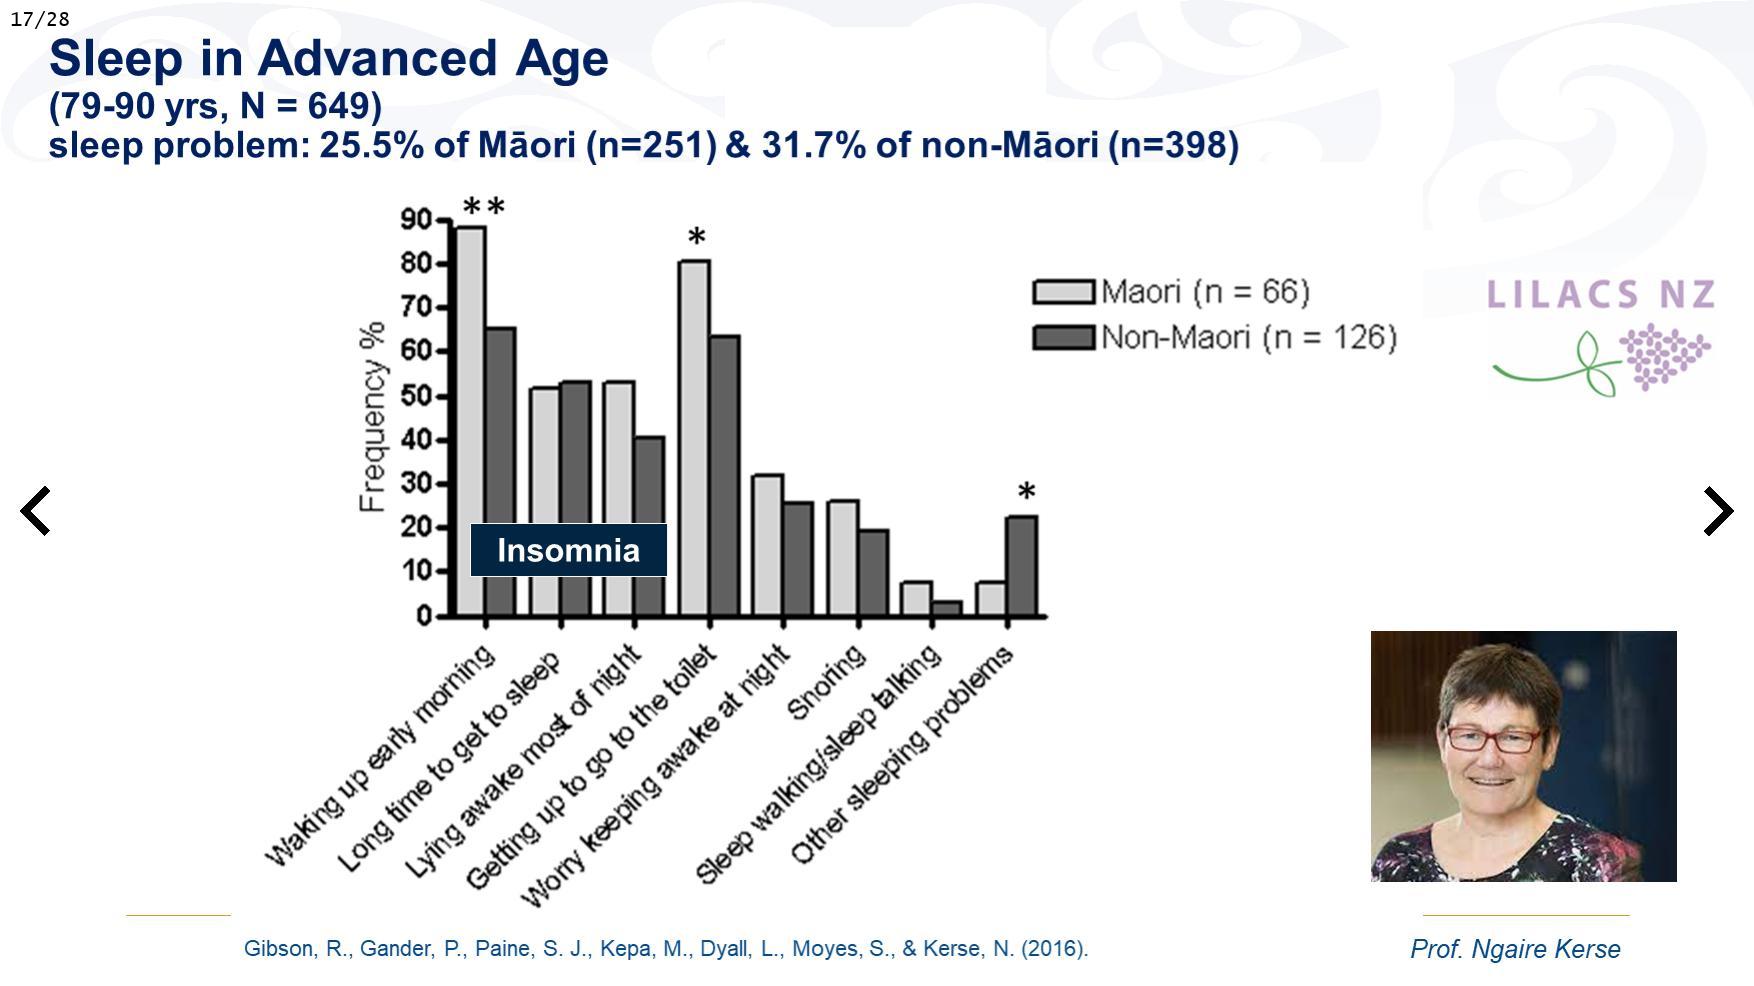 17/28
Sleep in Advanced Age
(79-90 yrs, N = 649)
sleep problem: 25.5% of Māori (n=251) & 31.7% of non-Māori (n=398)
Frequency %
90
80
70
60
50
40
30
20
10
0
**
*
*
Insomnia
Maori (n = 66)
Non-Maori (n = 126)
LILACS NZ
Waking up early morning
Long time to get to sleep
Lying awake most of night
Getting up to go to the toilet
Worry keeping awake at night
Snoring
Sleep walking/sleep talking
Other sleeping problems
Gibson, R., Gander, P., Paine, S. J., Kepa, M., Dyall, L., Moyes, S., & Kerse, N. (2016).
Prof. Ngaire Kerse